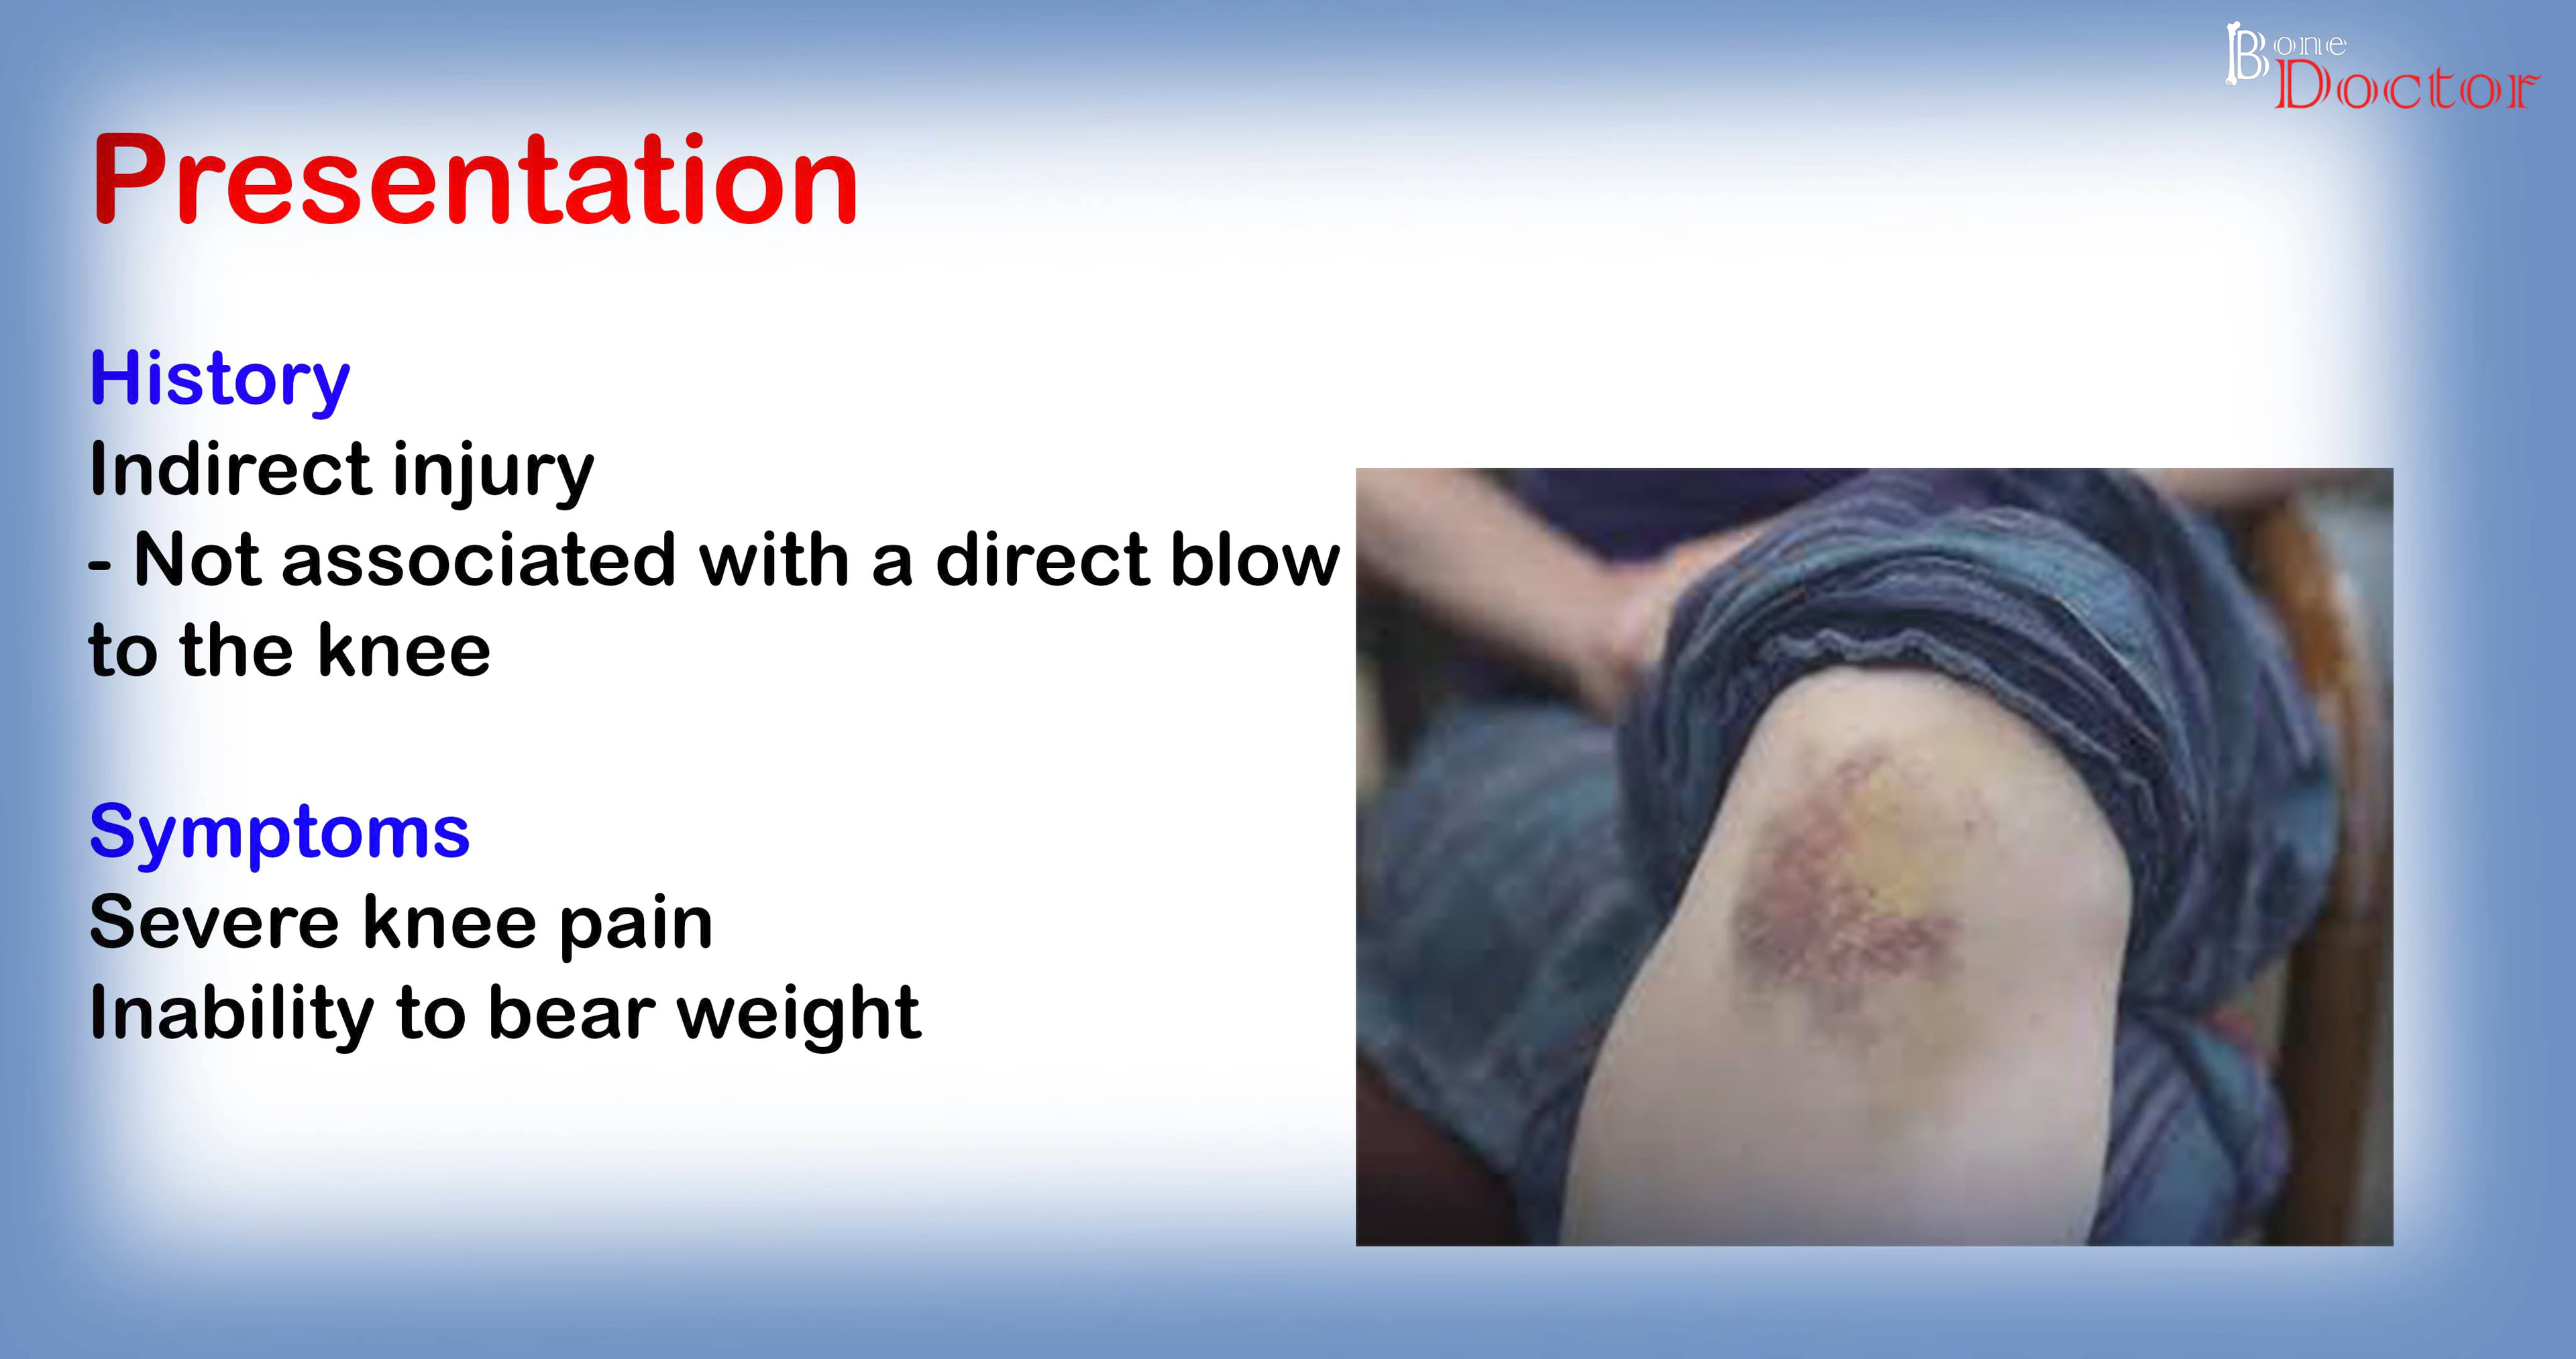 Bone
Doctor
Presentation
History
Indirect injury
- Not associated with a direct blow
to the knee
Symptoms
Severe knee pain
Inability to bear weight